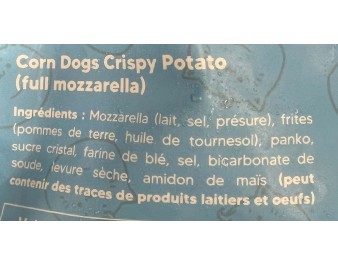 Corn Dogs Crispy Potato
(full mozzarella)
Ingrédients : Mozzarella (lait, sel, présure), frites
(pommes de terre, huile de tournesol), panko,
sucre cristal, farine de blé, sel, bicarbonate de
soude, levure sèche, amidon de maïs (peut
contenir des traces de produits laitiers et oeufs)